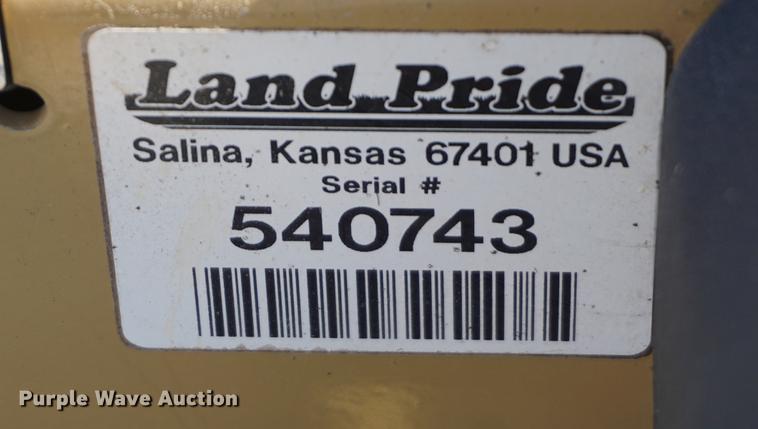 Land Pride
Salina, Kansas 67401 USA
Serial #
540743
Purple Wave Auction